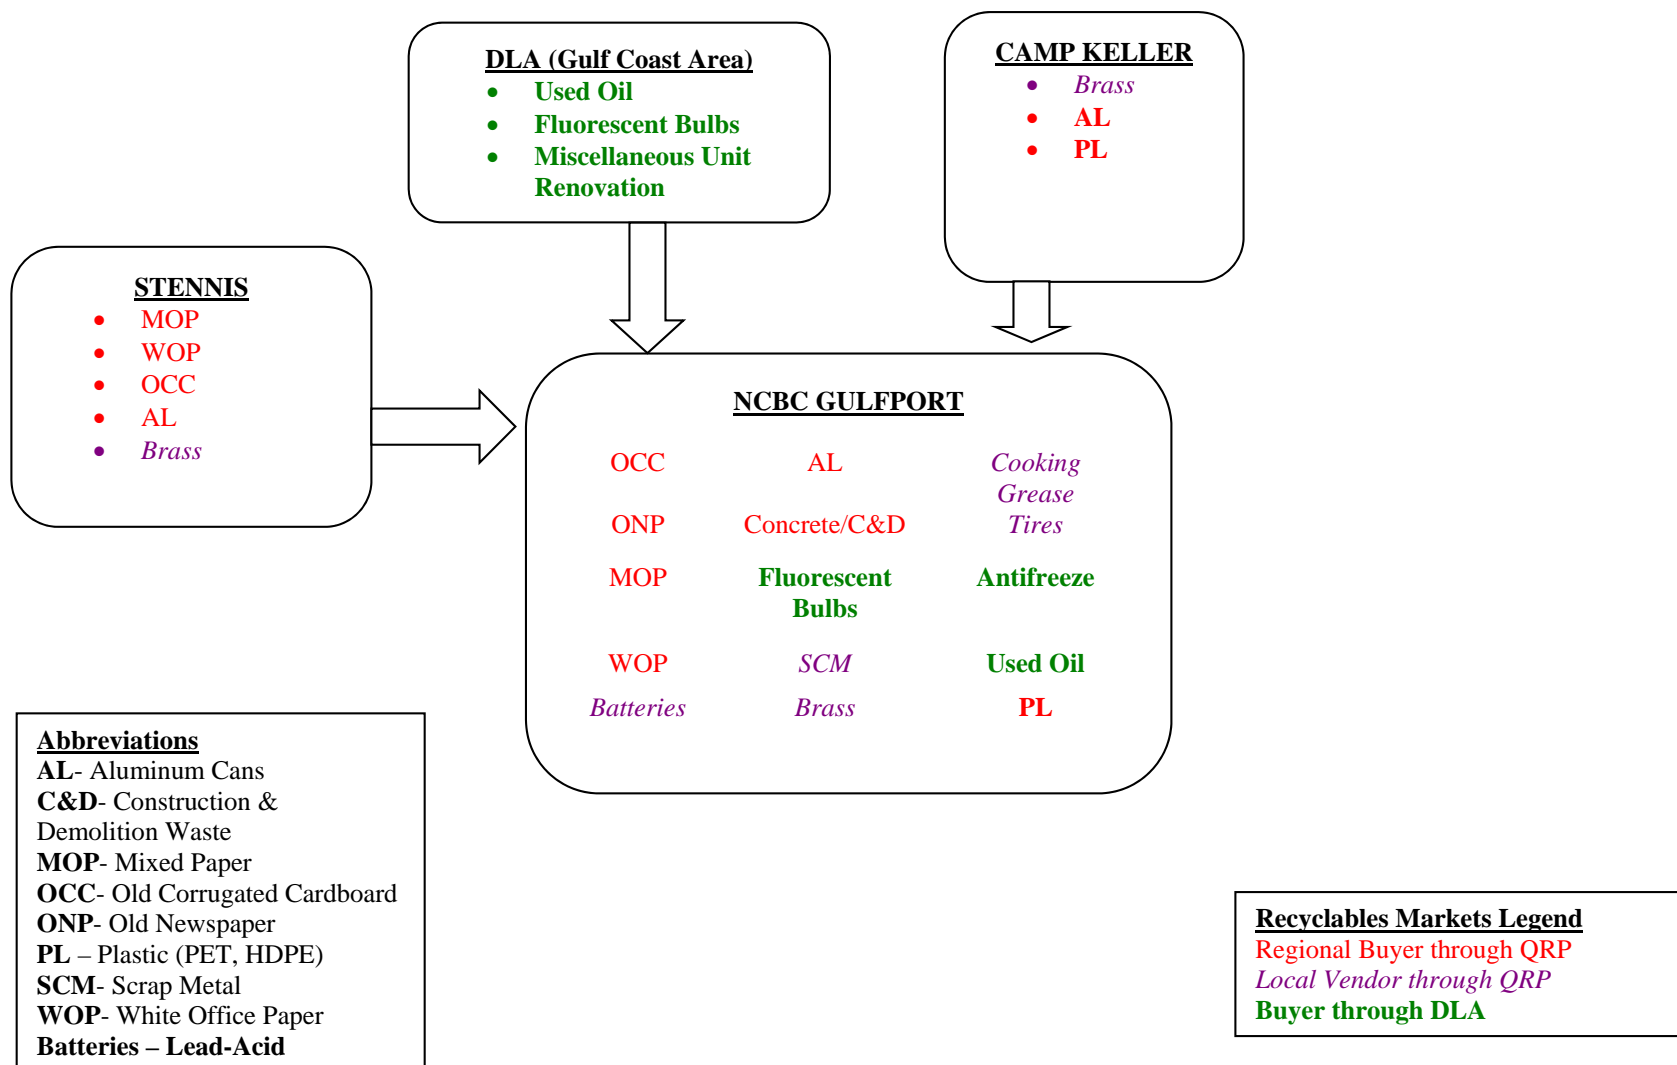 DLA (Gulf Coast Area)
• Used Oil
• Fluorescent Bulbs
• Miscellaneous Unit
Renovation
CAMP KELLER
• Brass
• AL
• PL
STENNIS
• MOP
• WOP
• OCC
• AL
• Brass
NCBC GULFPORT
OCC AL Cooking
Grease
ONP Concrete/C&D Tires
MOP Fluorescent Antifreeze
Bulbs
WOP SCM Used Oil
Batteries Brass PL
Abbreviations
AL- Aluminum Cans
C&D- Construction &
Demolition Waste
MOP- Mixed Paper
OCC- Old Corrugated Cardboard
ONP- Old Newspaper
PL – Plastic (PET, HDPE)
SCM- Scrap Metal
WOP- White Office Paper
Batteries – Lead-Acid
Recyclables Markets Legend
Regional Buyer through QRP
Local Vendor through QRP
Buyer through DLA